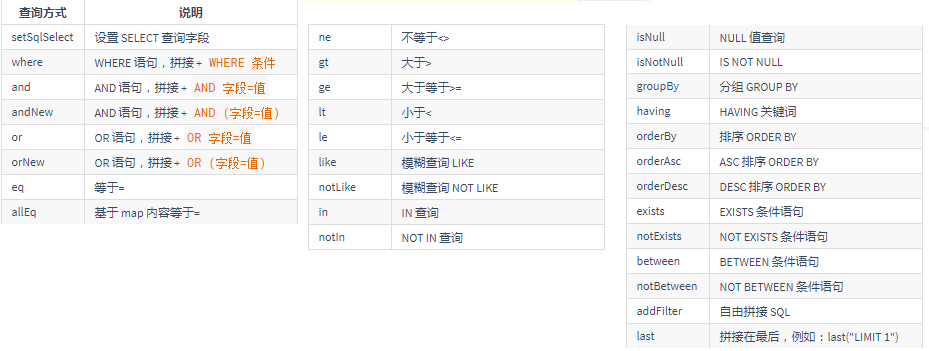 查询方式 说明
setSqlSelect 设置 SELECT 查询字段
where WHERE 语句，拼接 + WHERE 条件
and AND 语句，拼接 + AND 字段=值
andNew AND 语句，拼接 + AND (字段=值)
or OR 语句，拼接 + OR 字段=值
orNew OR 语句，拼接 + OR (字段=值)
eq 等于=
allEq 基于 map 内容等于=
ne 不等于<>
gt 大于>
ge 大于等于>=
lt 小于<
le 小于等于<=
like 模糊查询 LIKE
notLike 模糊查询 NOT LIKE
in IN 查询
notIn NOT IN 查询
isNull NULL 值查询
isNotNull IS NOT NULL
groupBy 分组 GROUP BY
having HAVING 关键词
orderBy 排序 ORDER BY
orderAsc ASC 排序 ORDER BY
orderDesc DESC 排序 ORDER BY
exists EXISTS 条件语句
notExists NOT EXISTS 条件语句
between BETWEEN 条件语句
notBetween NOT BETWEEN 条件语句
addFilter 自由拼接 SQL
last 拼接在最后，例如：last("LIMIT 1")